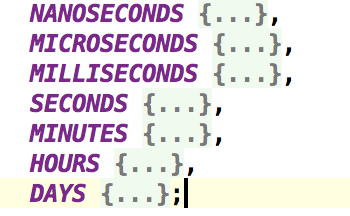 NANOSECONDS {...},
MICROSECONDS {...},
MILLISECONDS {...},
SECONDS {...},
MINUTES {...},
HOURS {...},
DAYS {...};